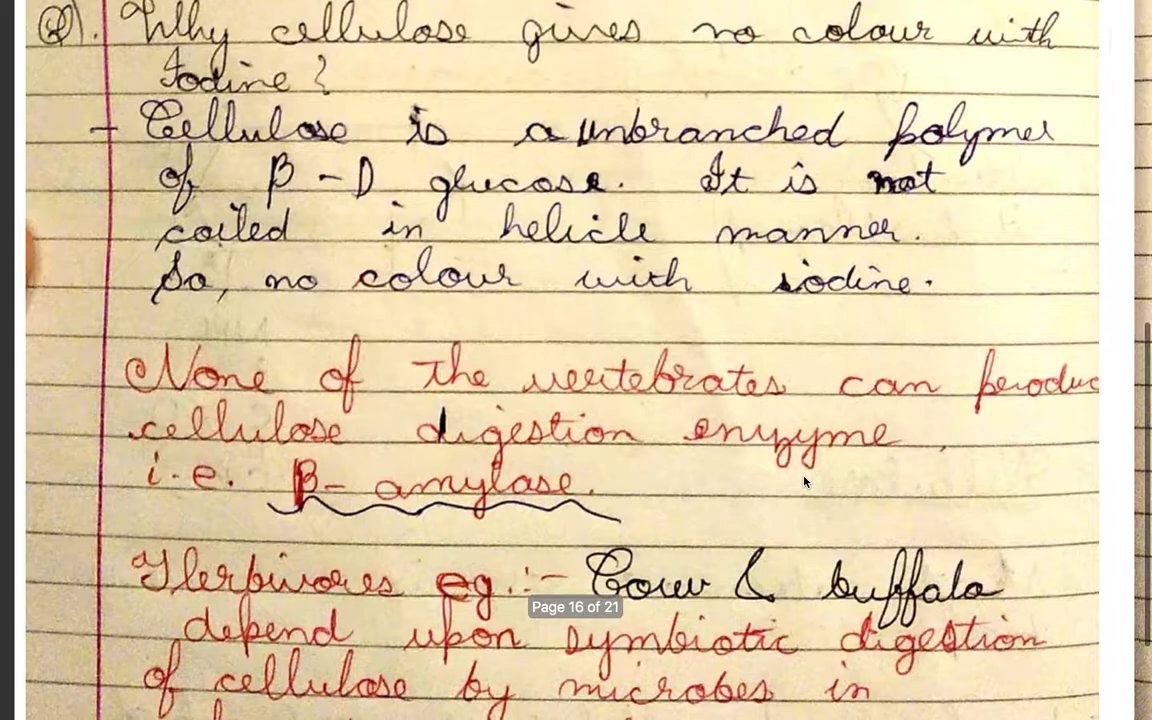 Q). Why cellulose gives no colour with
Iodine?
- Cellulose is a unbranched polymer
of β-D glucose. It is not
coiled in helicle manner.
So, no colour with iodine.
None of the vertebrates can produc
cellulose digestion enzyme
i.e. β- amylase.
Herbivores eg:- Cow & buffalo
Page 16 of 21
depend upon symbiotic digestion
of cellulose by microbes in